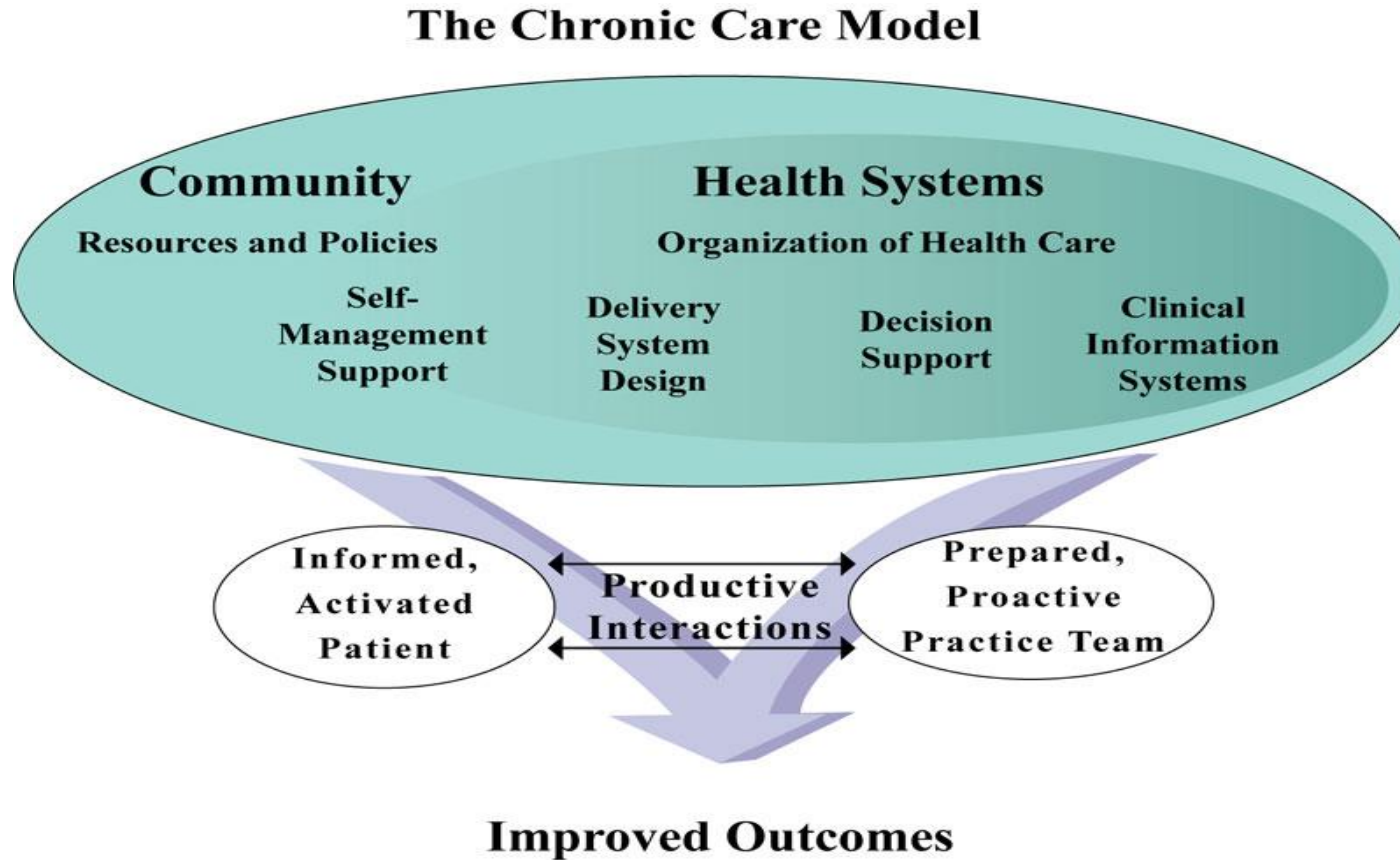 The Chronic Care Model
Community
Health Systems
Resources and Policies
Organization of Health Care
Self-
Management
Support
Delivery
System
Design
Decision
Support
Clinical
Information
Systems
Informed,
Activated
Patient
Productive
Interactions
Prepared,
Proactive
Practice Team
Improved Outcomes